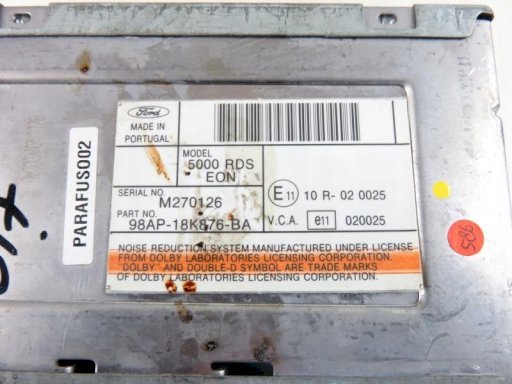 Ford
MADE IN
PORTUGAL
MODEL
5000 RDS
EON
SERIAL NO.
M270126
PART NO.
98AP-18K876-BA
E 11 10 R- 02 0025
V.C.A. e11 020025
NOISE REDUCTION SYSTEM MANUFACTURED UNDER LICENSE
FROM DOLBY LABORATORIES LICENSING CORPORATION.
"DOLBY" AND DOUBLE-D SYMBOL ARE TRADE MARKS
OF DOLBY LABORATORIES LICENSING CORPORATION.
PARAFUS002
586